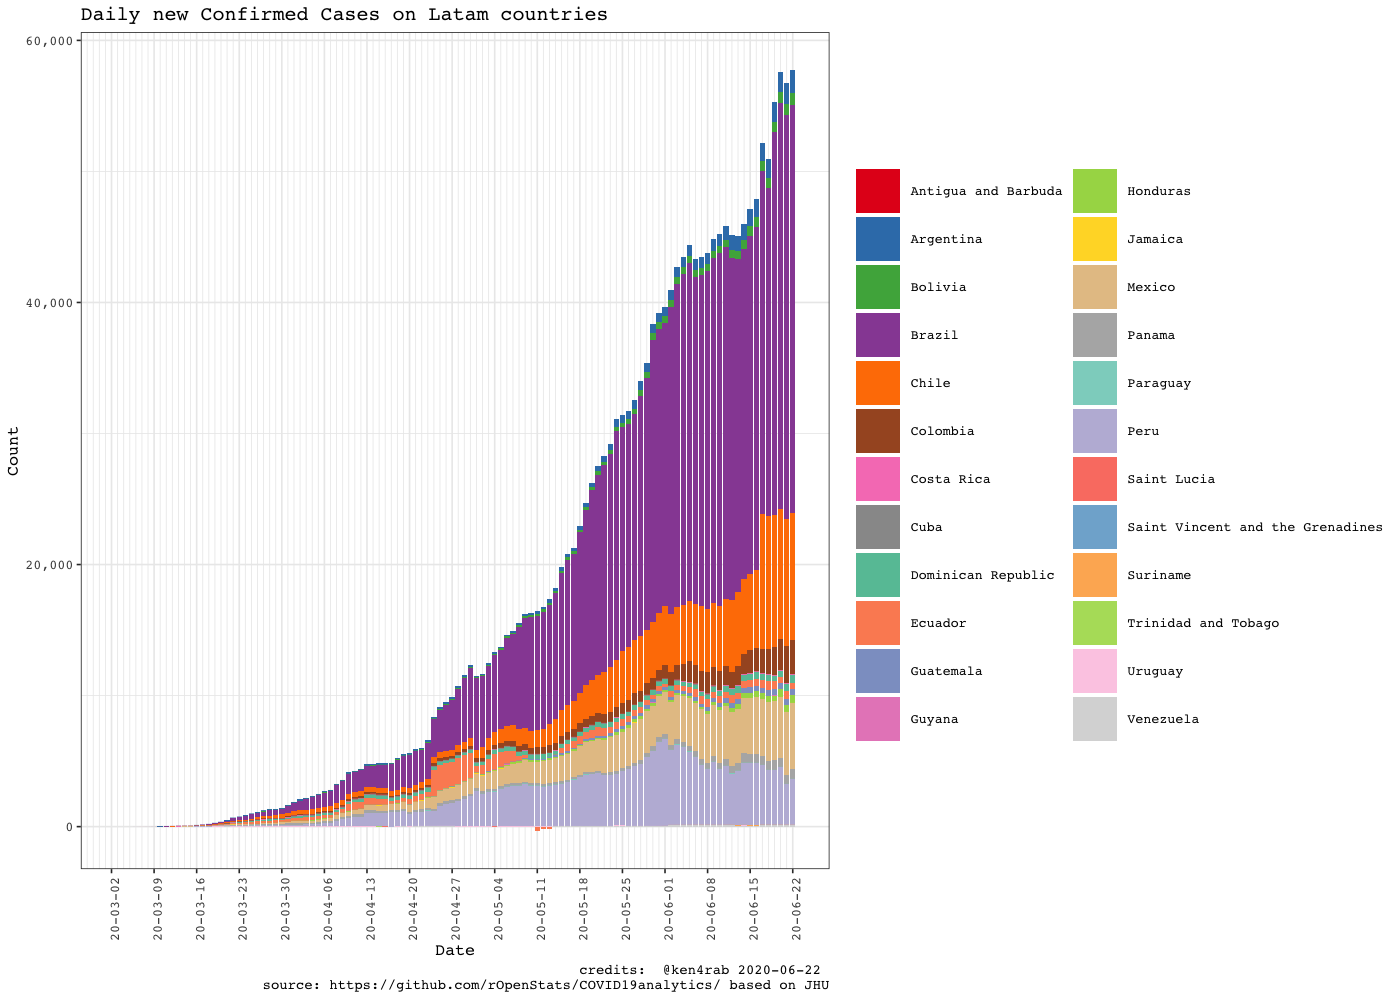 Daily new Confirmed Cases on Latam countries
60,000
40,000
20,000
0
Count
20-03-02
20-03-09
20-03-16
20-03-23
20-03-30
20-04-06
20-04-13
20-04-20
20-04-27
20-05-04
20-05-11
20-05-18
20-05-25
20-06-01
20-06-08
20-06-15
20-06-22
Date
Antigua and Barbuda
Argentina
Bolivia
Brazil
Chile
Colombia
Costa Rica
Cuba
Dominican Republic
Ecuador
Guatemala
Guyana
Honduras
Jamaica
Mexico
Panama
Paraguay
Peru
Saint Lucia
Saint Vincent and the Grenadines
Suriname
Trinidad and Tobago
Uruguay
Venezuela
credits:  @ken4rab 2020-06-22
source: https://github.com/rOpenStats/COVID19analytics/ based on JHU